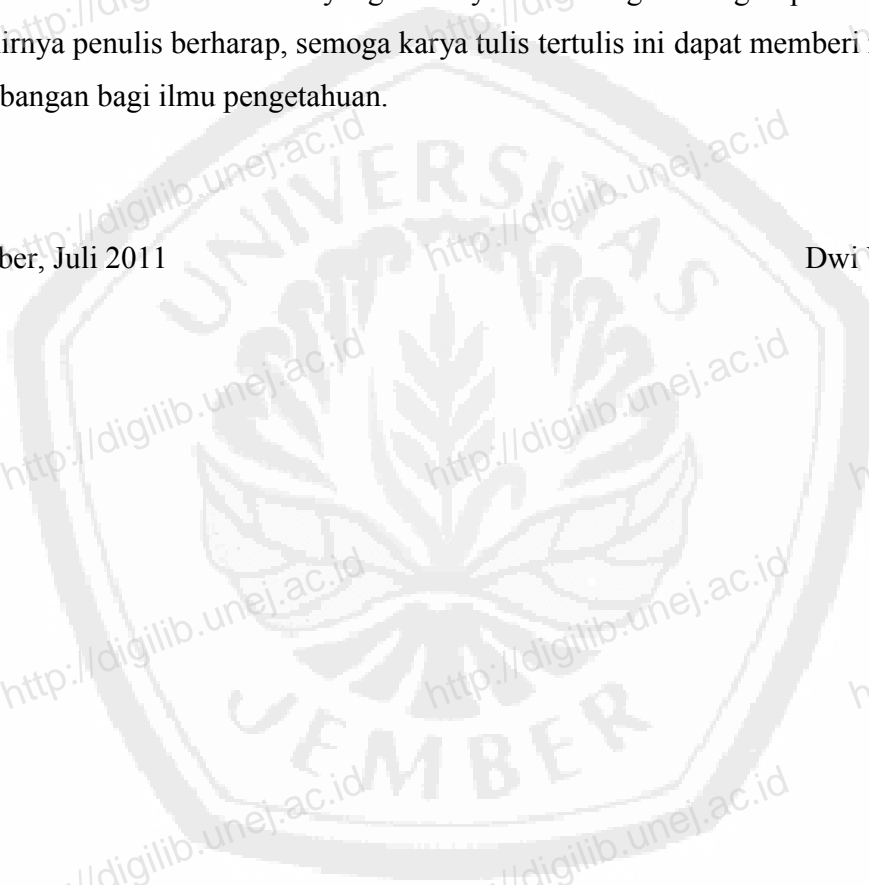 irnya penulis berharap, semoga karya tulis tertulis ini dapat memberi
bangan bagi ilmu pengetahuan.
http://digilib.unej.ac.id
http://digilib.unej.ac.id
UNIVERSITAS
ber, Juli 2011
Dwi
http://digilib.unej.ac.id
http://digilib.unej.ac.id
http://digilib.unej.ac.id
http://digilib.unej.ac.id
JEMBER
//digilib.unej.ac.id
//digilib.unej.ac.id